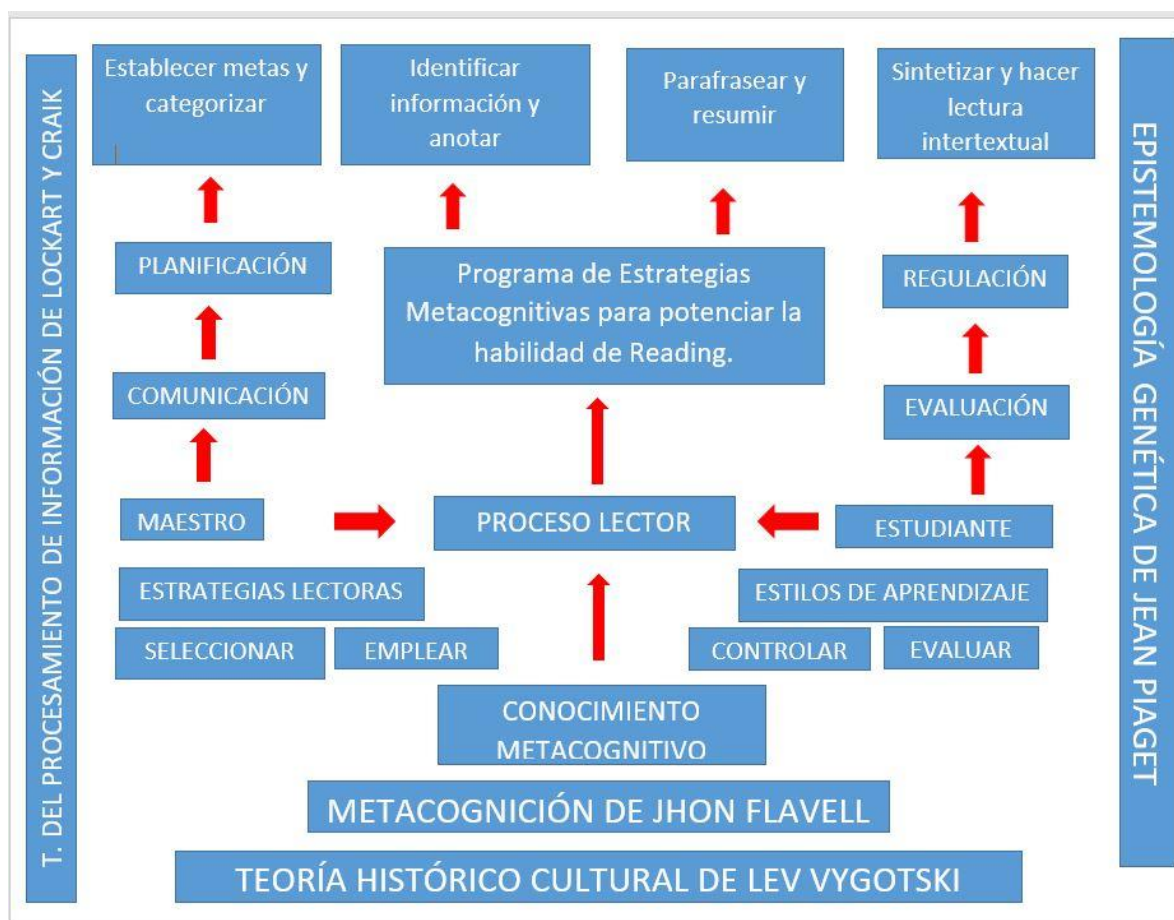 T. DEL PROCESAMIENTO DE INFORMACIÓN DE LOCKART Y CRAIK
Establecer metas y
categorizar
Identificar
información y
anotar
Parafrasear y
resumir
Sintetizar y hacer
lectura
intertextual
PLANIFICACIÓN
Programa de Estrategias
Metacognitivas para potenciar la
habilidad de Reading.
REGULACIÓN
COMUNICACIÓN
EVALUACIÓN
MAESTRO
PROCESO LECTOR
ESTUDIANTE
ESTRATEGIAS LECTORAS
ESTILOS DE APRENDIZAJE
SELECCIONAR
EMPLEAR
CONTROLAR
EVALUAR
CONOCIMIENTO
METACOGNITIVO
METACOGNICIÓN DE JHON FLAVELL
TEORÍA HISTÓRICO CULTURAL DE LEV VYGOTSKI
EPISTEMOLOGÍA GENÉTICA DE JEAN PIAGET